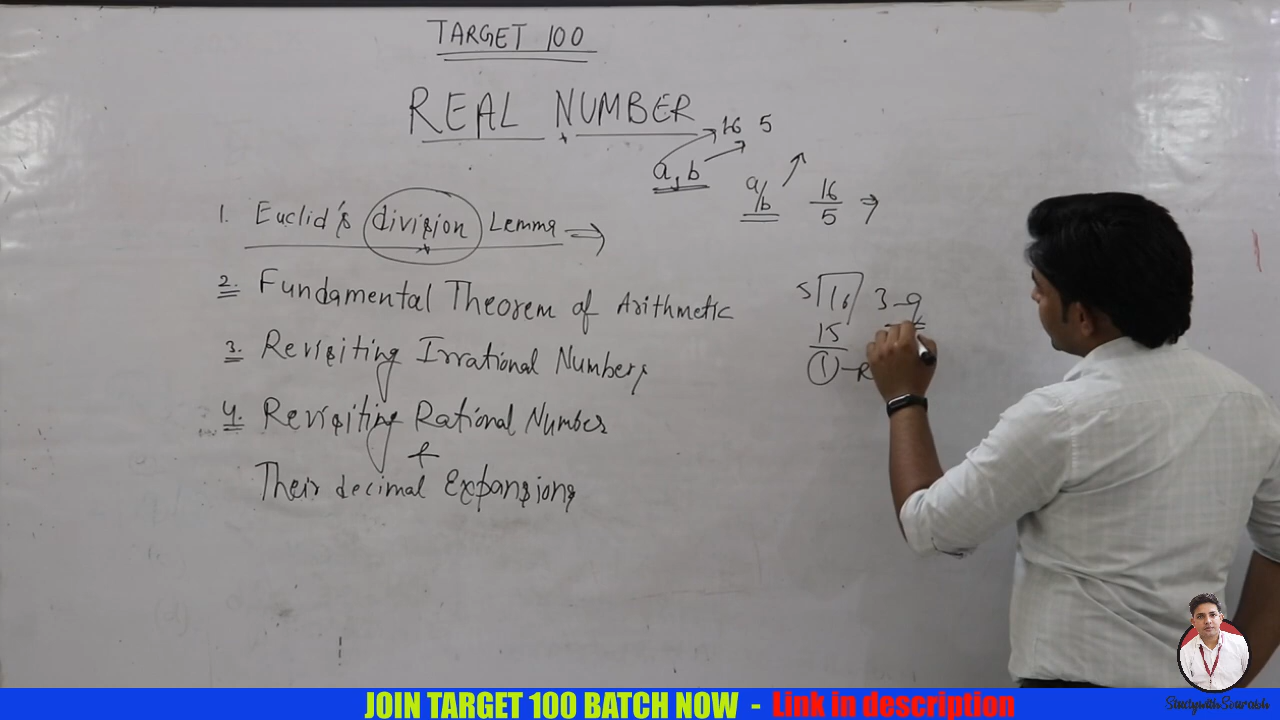 TARGET 100
REAL NUMBER
16 5
a, b
a/b 16/5
1. Euclid's division Lemma
2. Fundamental Theorem of Arithmetic
3. Revisiting Irrational Numbers
4. Revisiting Rational Number
&
Their decimal Expansions
5 16 3 - q
15
1 - R
JOIN TARGET 100 BATCH NOW - Link in description
StudywithSourabh